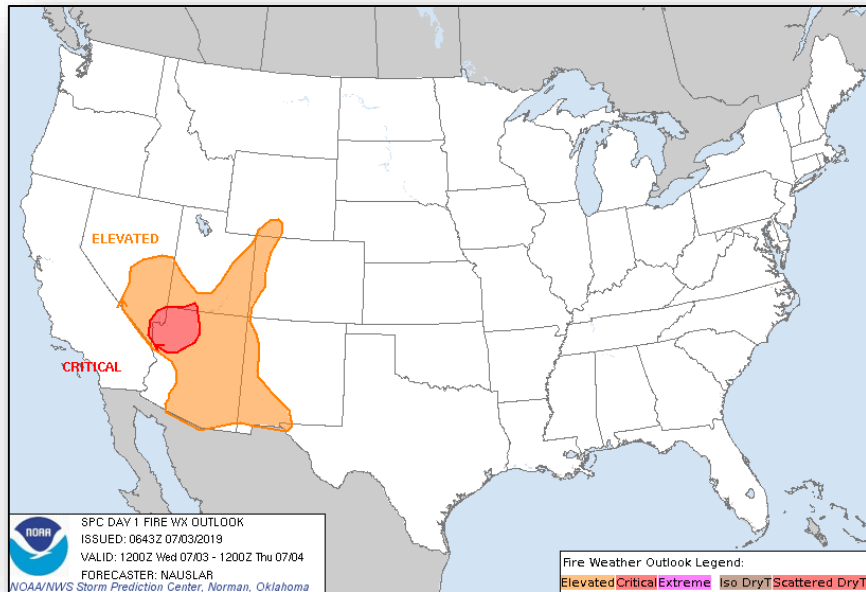 ELEVATED
CRITICAL
NOAA
SPC DAY 1 FIRE WX OUTLOOK
ISSUED: 0643Z 07/03/2019
VALID: 1200Z Wed 07/03 - 1200Z Thu 07/04
FORECASTER: NAUSLAR
NOAA/NWS Storm Prediction Center, Norman, Oklahoma
Fire Weather Outlook Legend:
Elevated Critical Extreme Iso DryT Scattered DryT